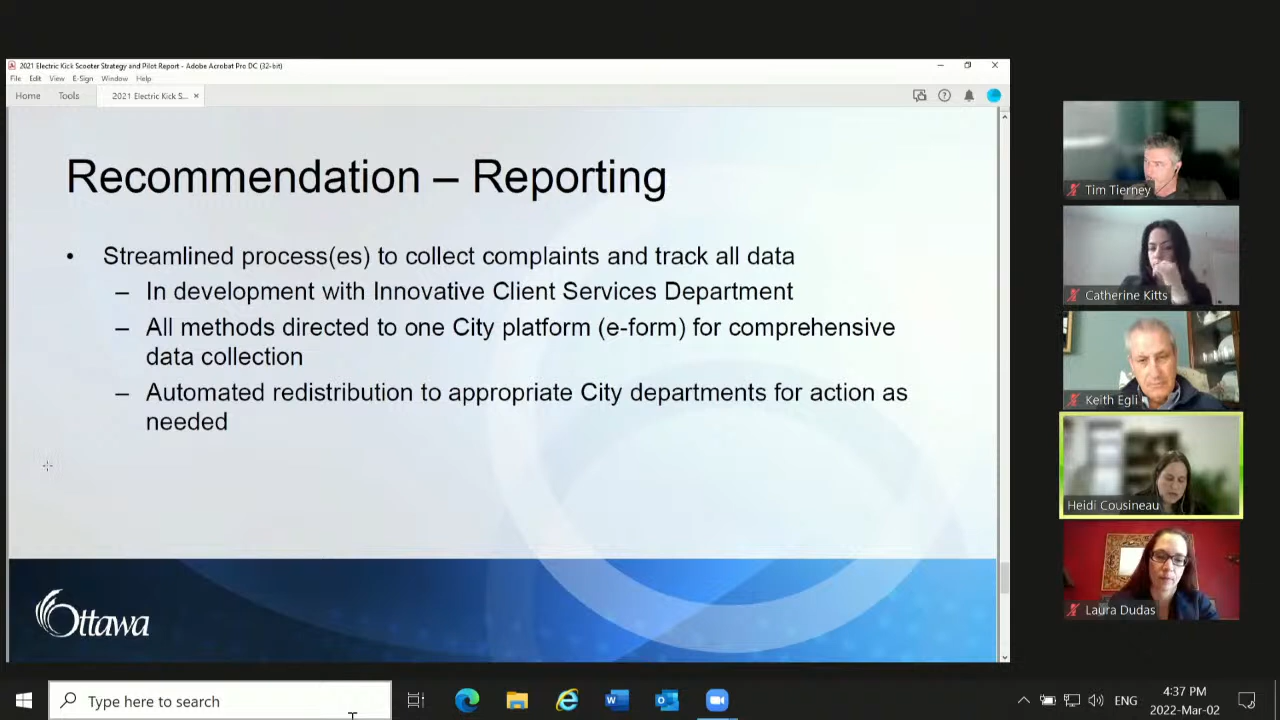 2021 Electric Kick Scooter Strategy and Pilot Report - Adobe Acrobat Pro DC (32-bit)
File Edit View E-Sign Window Help
Home Tools 2021 Electric Kick S... ×
Recommendation – Reporting
• Streamlined process(es) to collect complaints and track all data
– In development with Innovative Client Services Department
– All methods directed to one City platform (e-form) for comprehensive
data collection
– Automated redistribution to appropriate City departments for action as
needed
Ottawa
Tim Tierney
Catherine Kitts
Keith Egli
Heidi Cousineau
Laura Dudas
Type here to search
ENG
4:37 PM
2022-Mar-02